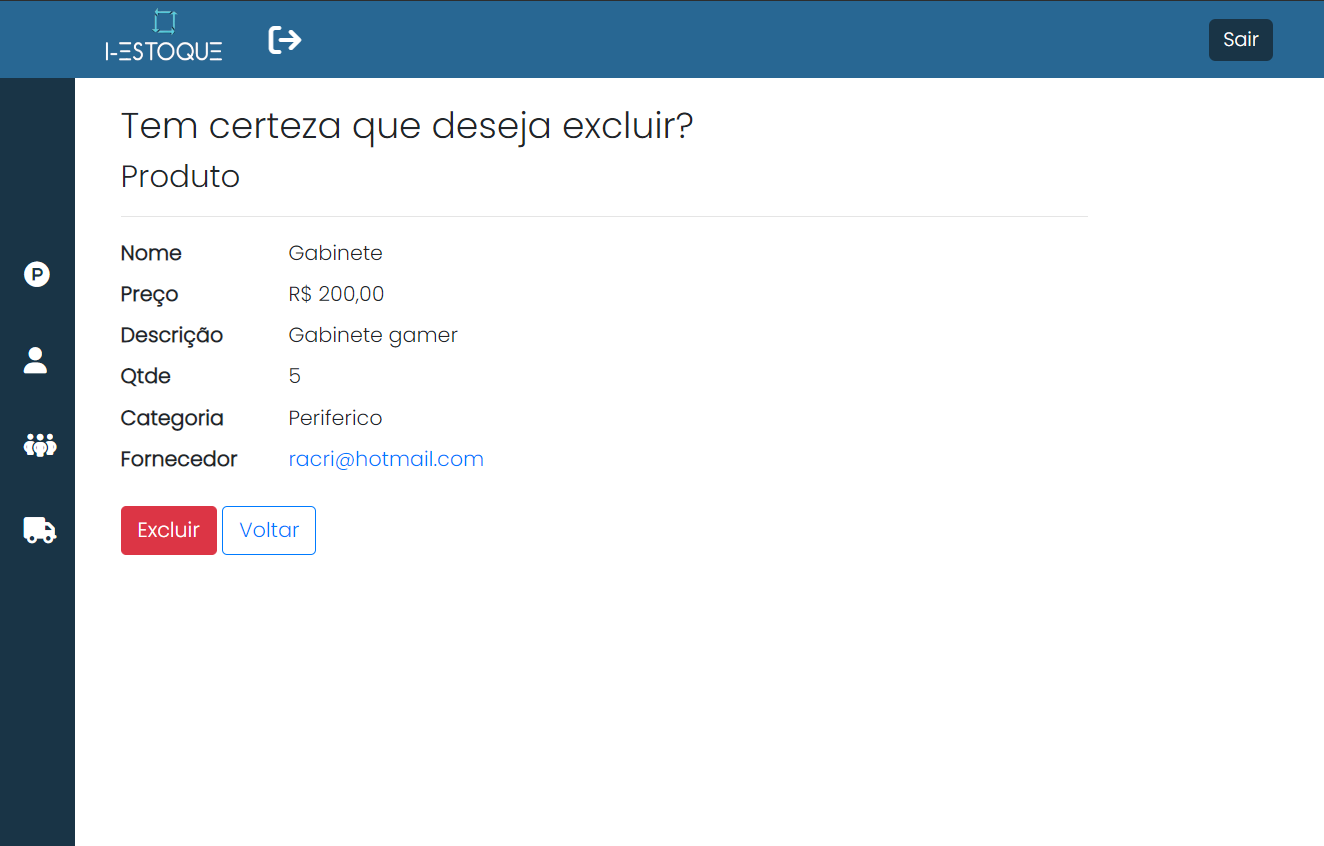 I-ESTOQUE
Sair
Tem certeza que deseja excluir?
Produto
Nome Gabinete
Preço R$ 200,00
Descrição Gabinete gamer
Qtde 5
Categoria Periferico
Fornecedor racri@hotmail.com
Excluir Voltar
P